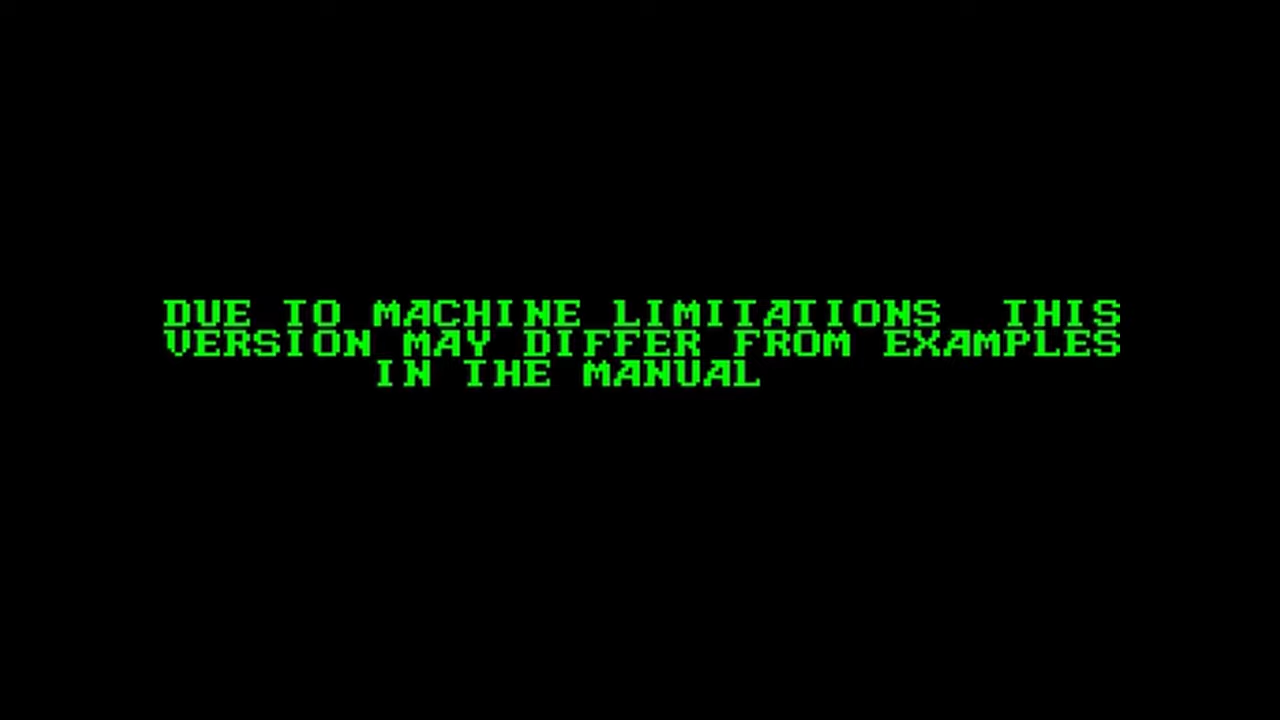 DUE TO MACHINE LIMITATIONS THIS
VERSION MAY DIFFER FROM EXAMPLES
IN THE MANUAL